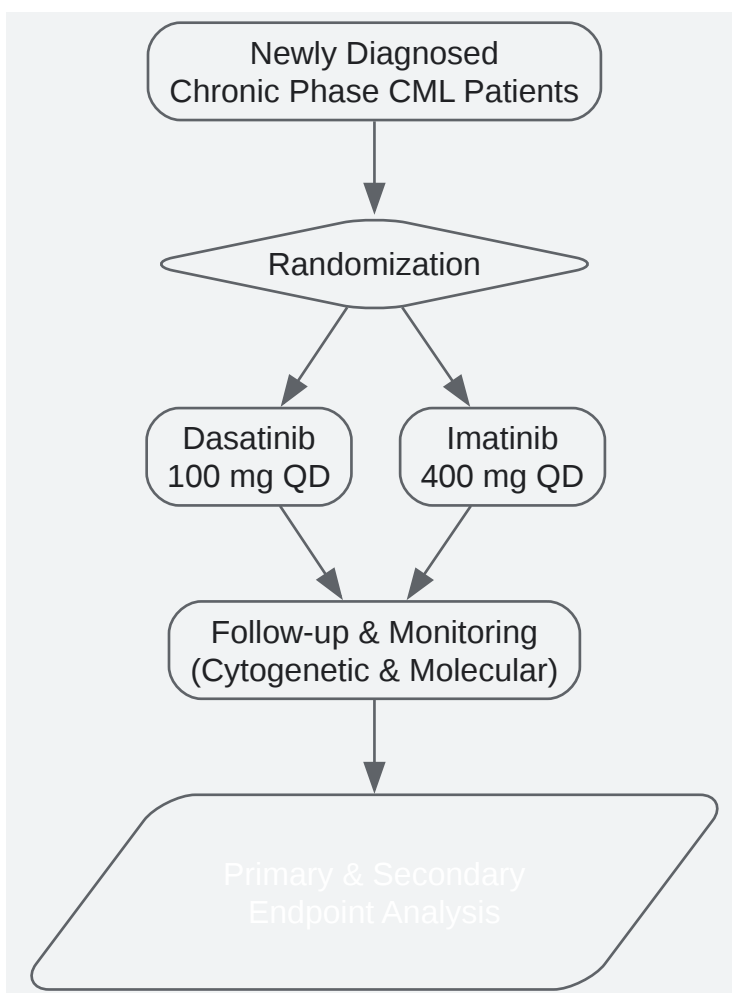 Newly Diagnosed
Chronic Phase CML Patients
Randomization
Dasatinib
100 mg QD
Imatinib
400 mg QD
Follow-up & Monitoring
(Cytogenetic & Molecular)
Primary & Secondary
Endpoint Analysis